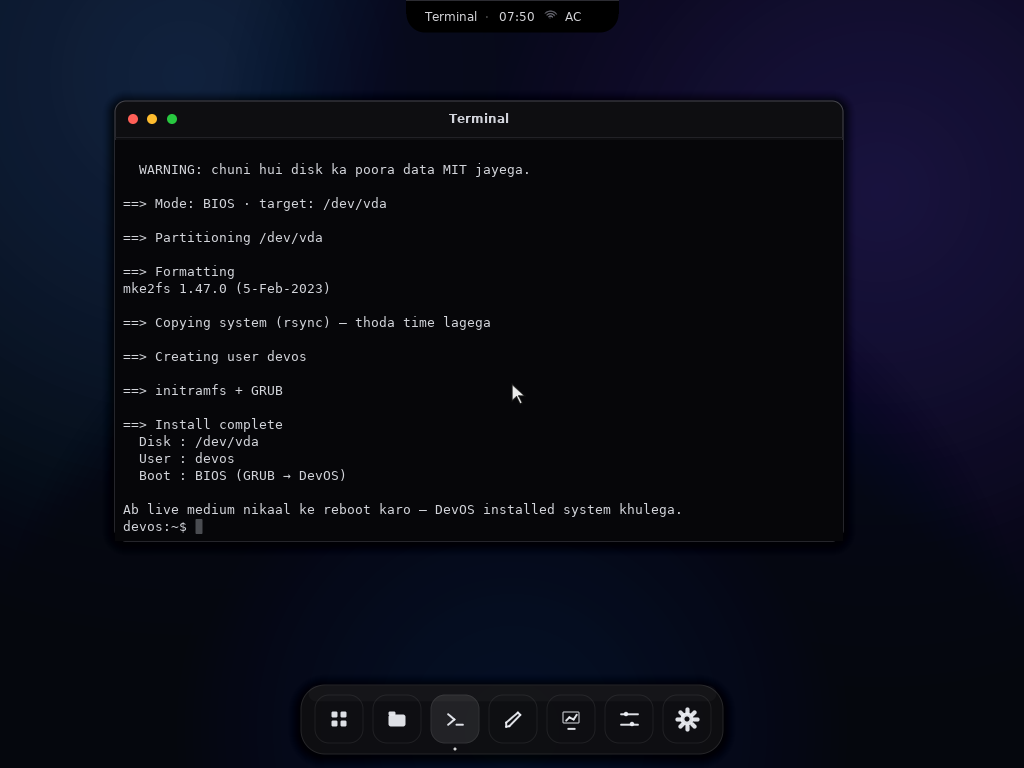 Terminal · 07:50 AC
Terminal
WARNING: chuni hui disk ka poora data MIT jayega.
==> Mode: BIOS · target: /dev/vda
==> Partitioning /dev/vda
==> Formatting
mke2fs 1.47.0 (5-Feb-2023)
==> Copying system (rsync) — thoda time lagega
==> Creating user devos
==> initramfs + GRUB
==> Install complete
Disk : /dev/vda
User : devos
Boot : BIOS (GRUB → DevOS)
Ab live medium nikaal ke reboot karo — DevOS installed system khulega.
devos:~$